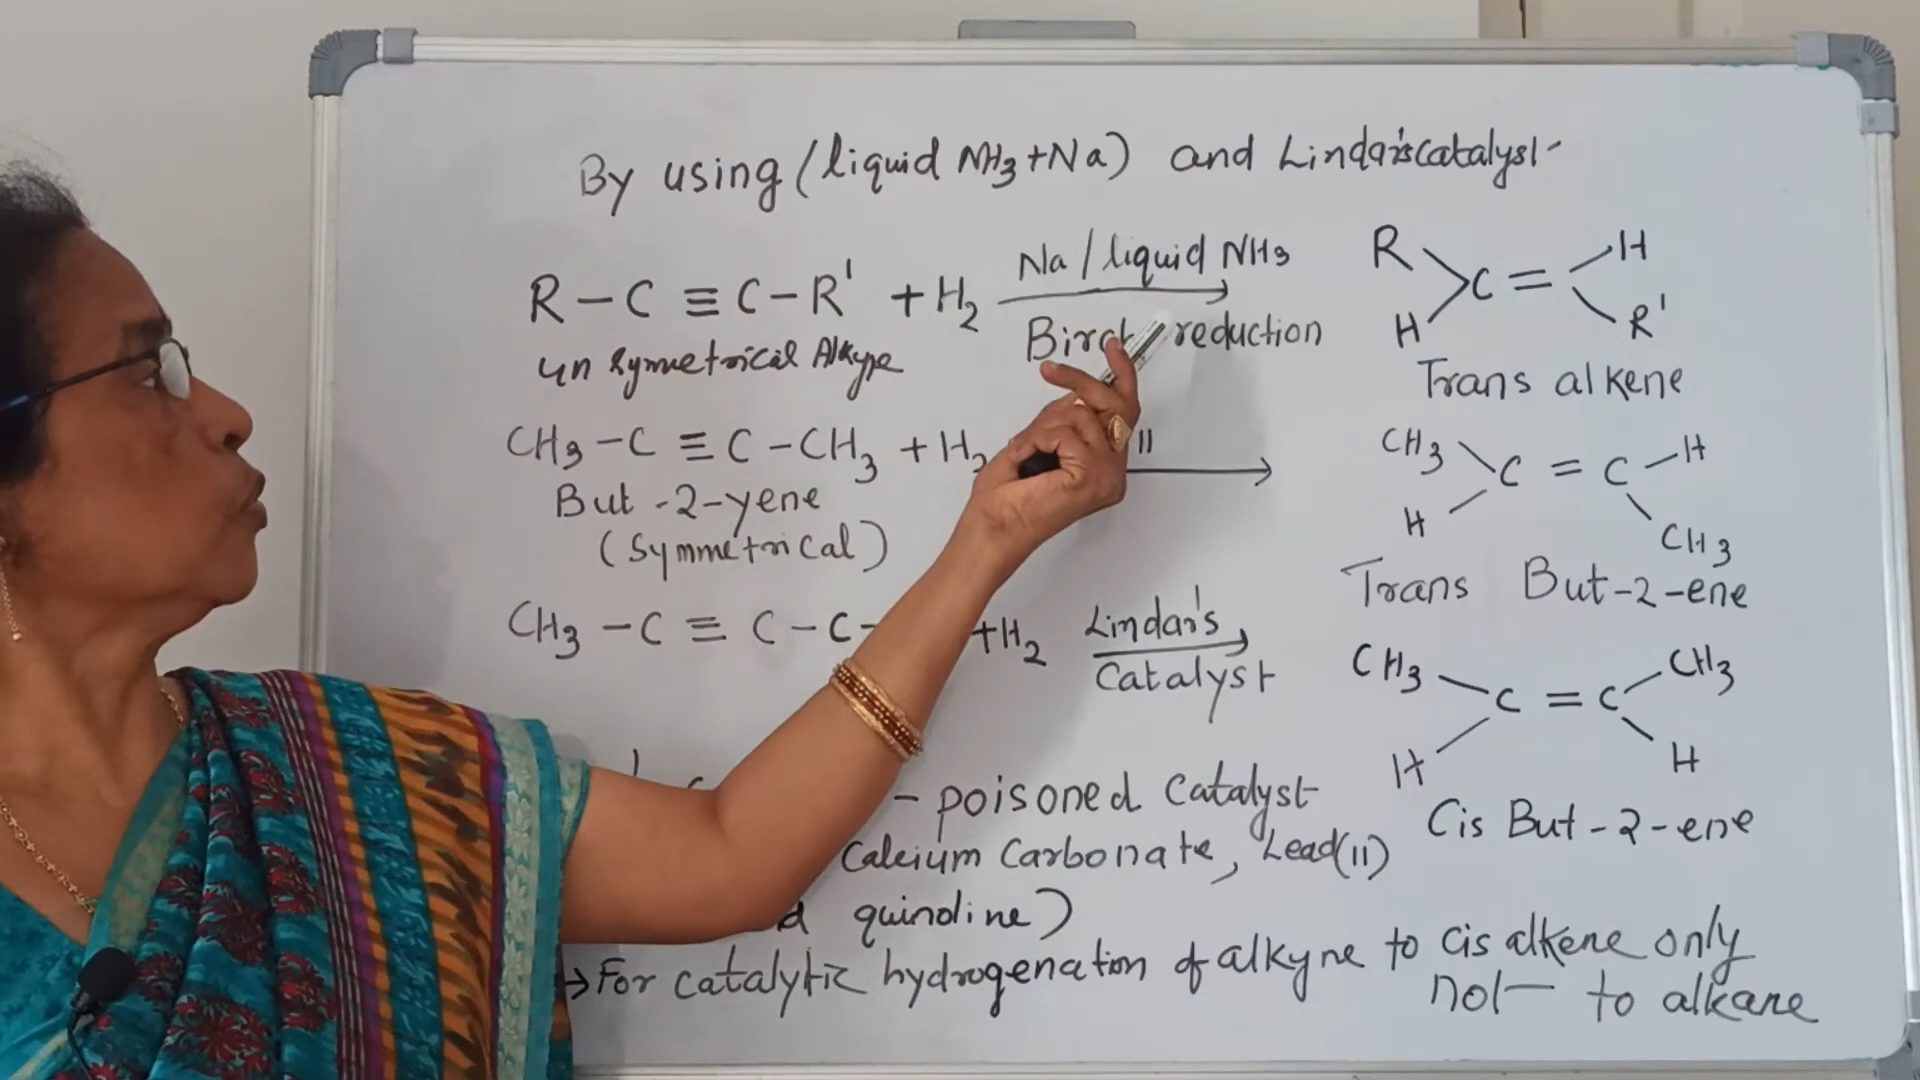 By using (liquid NH3+Na) and Lindar's catalyst
R-C≡C-R' +H2
Na/liquid NH3
reduction
R H
C =
H R'
un symmetrical Alkyne
Trans alkene
CH3-C≡C-CH3 +H2
"
CH3 H
C = C
H CH3
But -2-yene
(Symmetrical)
Trans But-2-ene
CH3-C≡C-C- +H2
Lindar's
Catalyst
CH3 CH3
C = C
H H
Cis But-2-ene
- poisoned Catalyst
Calcium Carbonate, Lead(II)
quinoline)
→For catalytic hydrogenation of alkyne to cis alkene only
not to alkane